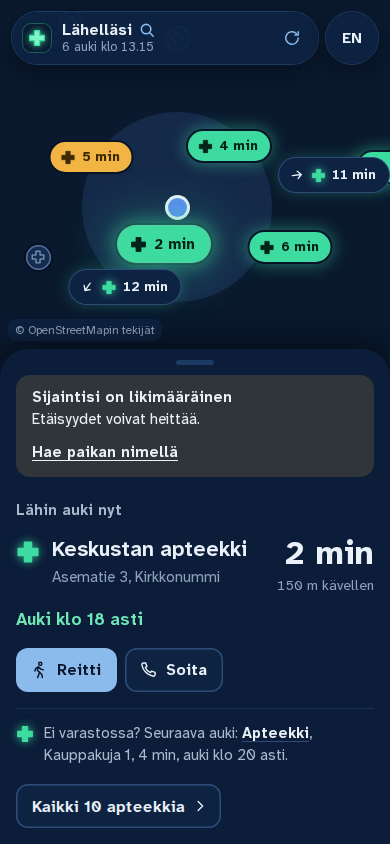 Lähelläsi
6 auki klo 13.15
EN
4 min
5 min
11 min
2 min
6 min
12 min
© OpenStreetMapin tekijät
Sijaintisi on likimääräinen
Etäisyydet voivat heittää.
Hae paikan nimellä
Lähin auki nyt
Keskustan apteekki
2 min
Asematie 3, Kirkkonummi
150 m kävellen
Auki klo 18 asti
Reitti
Soita
Ei varastossa? Seuraava auki: Apteekki,
Kauppakuja 1, 4 min, auki klo 20 asti.
Kaikki 10 apteekkia